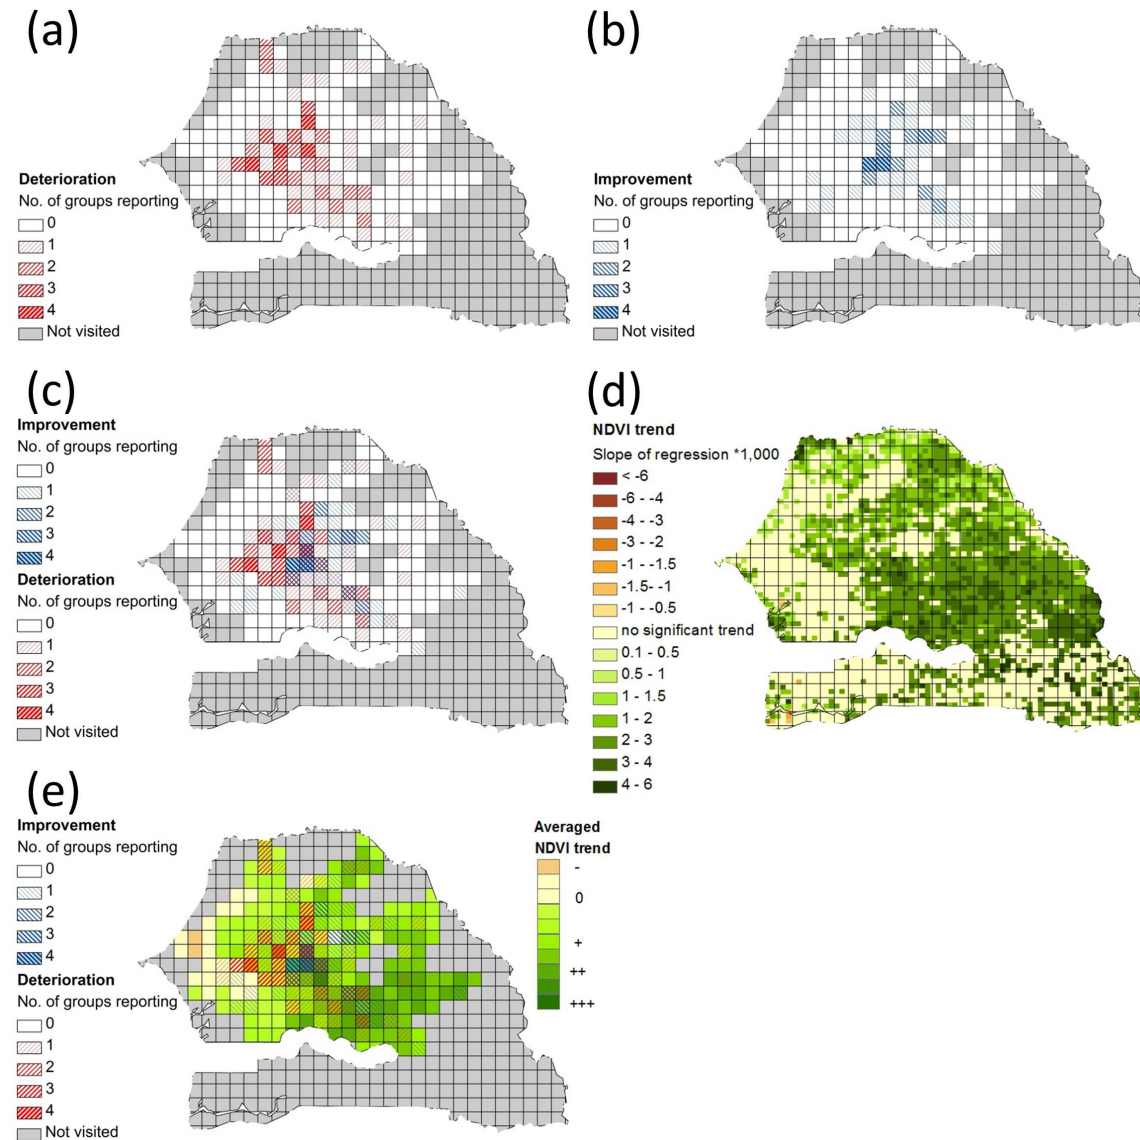 (a)
Deterioration
No. of groups reporting
0
1
2
3
4
Not visited
(b)
Improvement
No. of groups reporting
0
1
2
3
4
Not visited
(c)
Improvement
No. of groups reporting
0
1
2
3
4
Deterioration
No. of groups reporting
0
1
2
3
4
Not visited
(d)
NDVI trend
Slope of regression *1,000
< -6
-6 - -4
-4 - -3
-3 - -2
-1 - -1.5
-1.5- -1
-1 - -0.5
no significant trend
0.1 - 0.5
0.5 - 1
1 - 1.5
1 - 2
2 - 3
3 - 4
4 - 6
(e)
Improvement
No. of groups reporting
0
1
2
3
4
Deterioration
No. of groups reporting
0
1
2
3
4
Not visited
Averaged
NDVI trend
-
0
+
++
+++